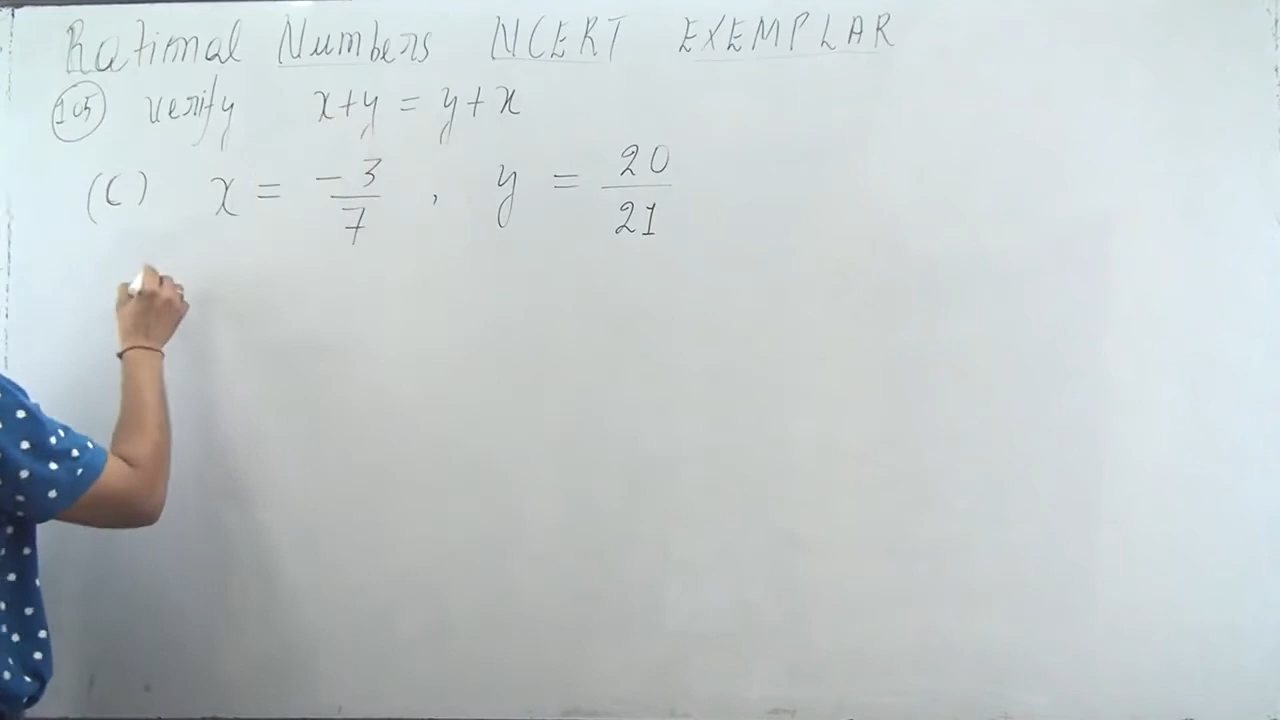 Rational Numbers NCERT EXEMPLAR
105 verify x+y = y+x
(C) x = -3/7 , y = 20/21